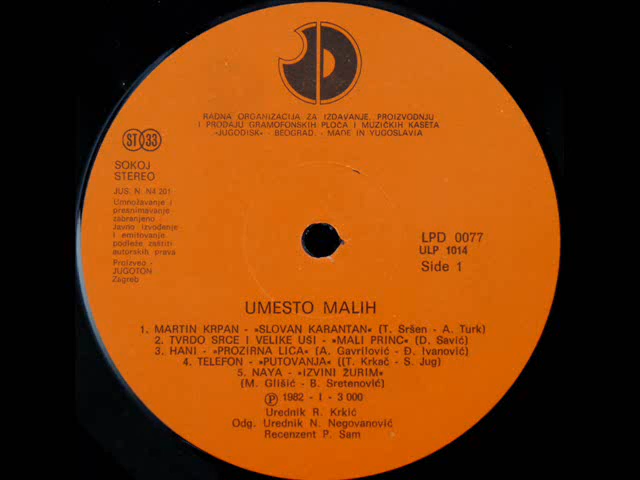 RADNA ORGANIZACIJA ZA IZDAVANJE, PROIZVODNJU
I PRODAJU GRAMOFONSKIH PLOČA I MUZIČKIH KASETA
«JUGODISK» - BEOGRAD. - MADE IN YUGOSLAVIA
ST 33
SOKOJ
STEREO
JUS. N. N4 201
Umnožavanje i
presnimavanje
zabranjeno
Javno izvođenje
i emitovanje
podleže zaštiti
autorskih prava
Proizveo -
JUGOTON
Zagreb
LPD 0077
ULP 1014
Side 1
UMESTO MALIH
1. MARTIN KRPAN - »SLOVAN KARANTAN« (T. Sršen - A. Turk)
2. TVRDO SRCE I VELIKE USI - »MALI PRINC« (D. Savić)
3. HANI - »PROZIRNA LICA« (A. Gavrilović - Đ. Ivanović)
4. TELEFON - »PUTOVANJA« ((T. Krkač - S. Jug)
5. NAYA - »IZVINI ŽURIM«
(M. Glišić - B. Sretenović)
Ⓟ 1982 - I - 3 000
Urednik R. Krkić
Odg. Urednik N. Negovanović
Recenzent P. Sam